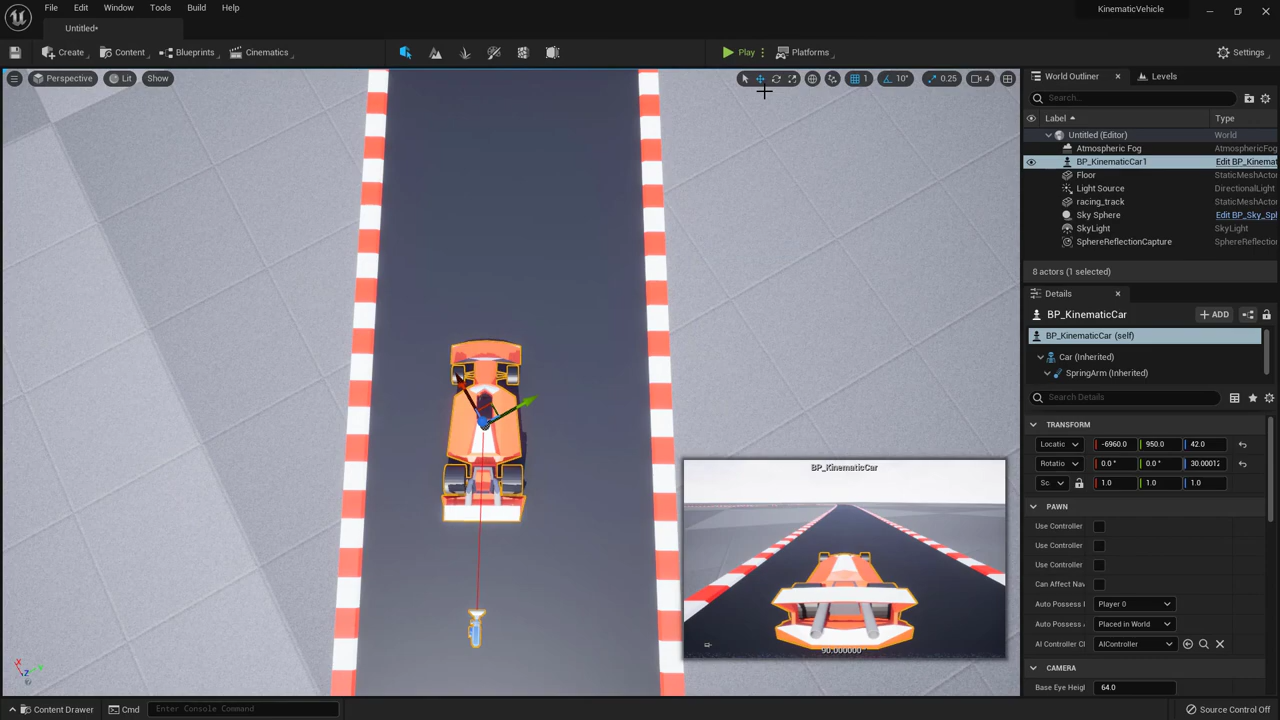 File Edit Window Tools Build Help
KinematicVehicle
Untitled*
Create Content Blueprints Cinematics Play Platforms Settings
Perspective Lit Show
1 10° 0.25 4
World Outliner Levels
Search...
Label Type
Untitled (Editor) World
Atmospheric Fog AtmosphericFog
BP_KinematicCar1 Edit BP_Kinemat
Floor StaticMeshActor
Light Source DirectionalLight
racing_track StaticMeshActor
Sky Sphere Edit BP_Sky_Sp
SkyLight SkyLight
SphereReflectionCapture SphereReflection
8 actors (1 selected)
Details
BP_KinematicCar ADD
BP_KinematicCar (self)
Car (Inherited)
SpringArm (Inherited)
Search Details
TRANSFORM
Locatic -6960.0 950.0 42.0
Rotatio 0.0 ° 0.0 ° 30.00012
Sc 1.0 1.0 1.0
PAWN
Use Controller
Use Controller
Use Controller
Can Affect Nav
Auto Possess Player 0
Auto Possess Placed in World
AI Controller Cl AIController
CAMERA
Base Eye Heigl 64.0
BP_KinematicCar
90.000000°
X Y Z
Content Drawer Cmd Enter Console Command Source Control Off